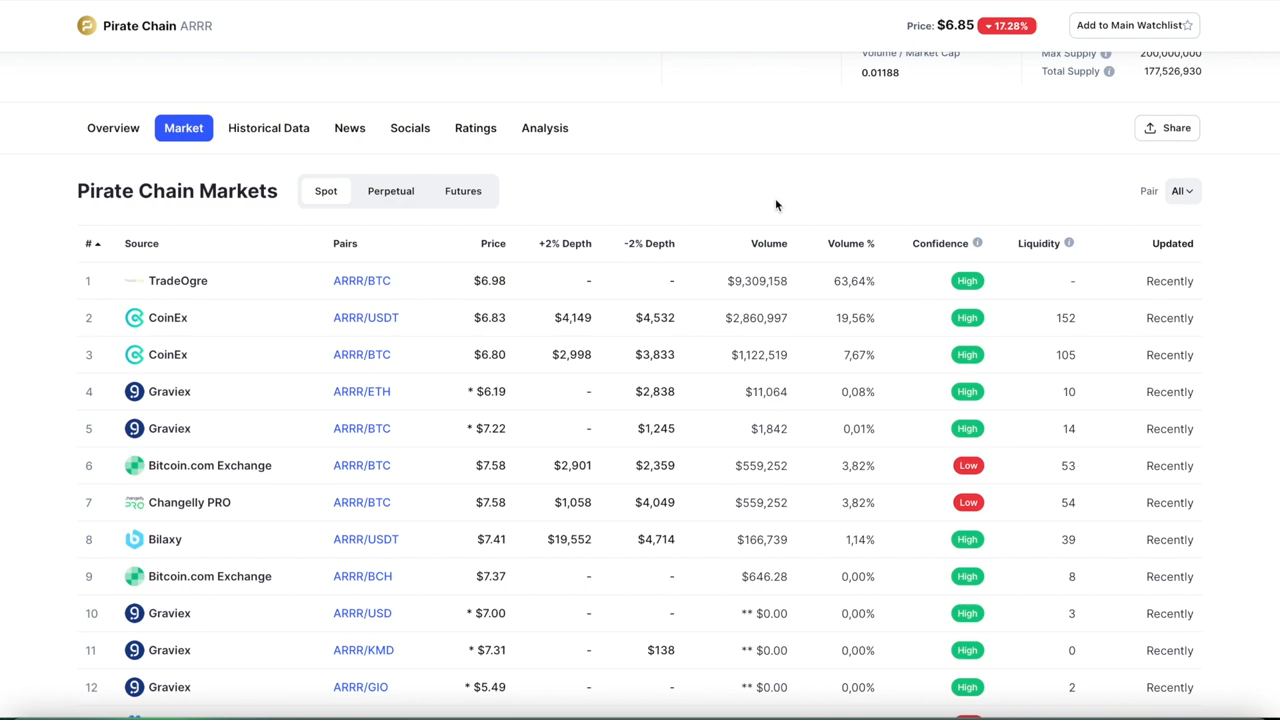 Pirate Chain ARRR Price: $6.85 17.28% Add to Main Watchlist
Volume / Market Cap Max Supply 200,000,000
0.01188 Total Supply 177,526,930
Overview Market Historical Data News Socials Ratings Analysis Share
Pirate Chain Markets Spot Perpetual Futures Pair All
# Source Pairs Price +2% Depth -2% Depth Volume Volume % Confidence Liquidity Updated
1 TradeOgre ARRR/BTC $6.98 - - $9,309,158 63,64% High - Recently
2 CoinEx ARRR/USDT $6.83 $4,149 $4,532 $2,860,997 19,56% High 152 Recently
3 CoinEx ARRR/BTC $6.80 $2,998 $3,833 $1,122,519 7,67% High 105 Recently
4 Graviex ARRR/ETH * $6.19 - $2,838 $11,064 0,08% High 10 Recently
5 Graviex ARRR/BTC * $7.22 - $1,245 $1,842 0,01% High 14 Recently
6 Bitcoin.com Exchange ARRR/BTC $7.58 $2,901 $2,359 $559,252 3,82% Low 53 Recently
7 Changelly PRO ARRR/BTC $7.58 $1,058 $4,049 $559,252 3,82% Low 54 Recently
8 Bilaxy ARRR/USDT $7.41 $19,552 $4,714 $166,739 1,14% High 39 Recently
9 Bitcoin.com Exchange ARRR/BCH $7.37 - - $646.28 0,00% High 8 Recently
10 Graviex ARRR/USD * $7.00 - - ** $0.00 0,00% High 3 Recently
11 Graviex ARRR/KMD * $7.31 - $138 ** $0.00 0,00% High 0 Recently
12 Graviex ARRR/GIO * $5.49 - - ** $0.00 0,00% High 2 Recently